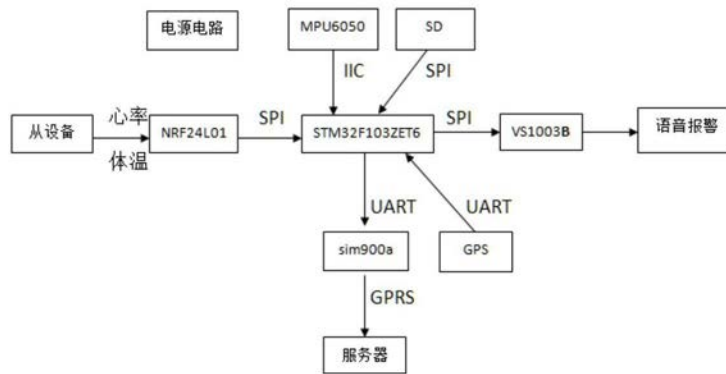 电源电路
MPU6050
SD
IIC
SPI
从设备
心率
体温
NRF24L01
SPI
STM32F103ZET6
SPI
VS1003B
语音报警
UART
UART
sim900a
GPS
GPRS
服务器